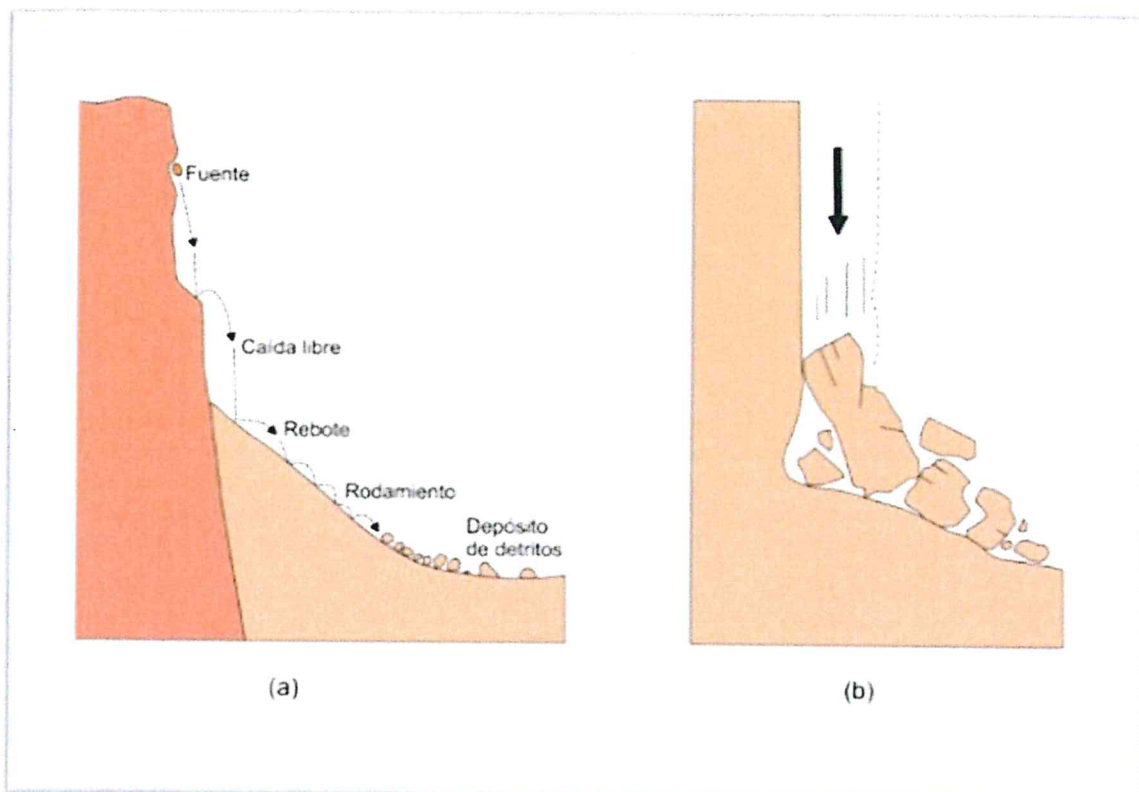 Fuente
Caída libre
Rebote
Rodamiento
Depósito
de detritos
(a)
(b)